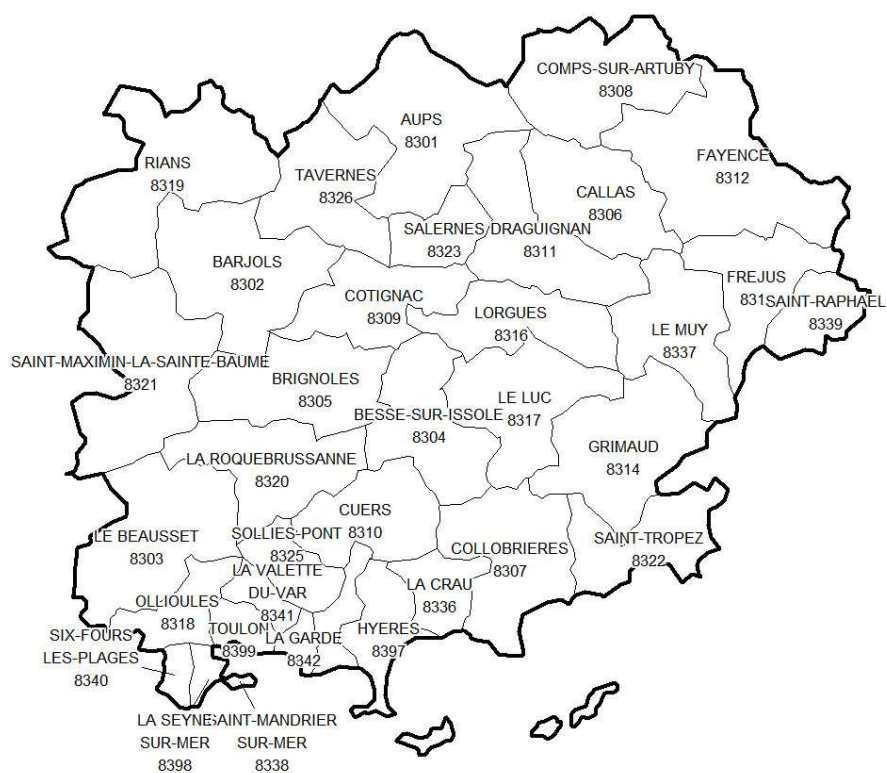 COMPS-SUR-ARTUBY
8308
AUPS
8301
FAYENCE
8312
RIANS
8319
TAVERNES
8326
CALLAS
8306
SALERNES
8323
DRAGUIGNAN
8311
BARJOLS
8302
COTIGNAC
8309
FREJUS
831
SAINT-RAPHAEL
8339
LORGUES
8316
LE MUY
8337
SAINT-MAXIMIN-LA-SAINTE-BAUME
8321
BRIGNOLES
8305
LE LUC
8317
BESSE-SUR-ISSOLE
8304
GRIMAUD
8314
LA ROQUEBRUSSANNE
8320
CUERS
8310
LE BEAUSSET
8303
SOLLIES-PONT
8325
SAINT-TROPEZ
8322
COLLOBRIERES
8307
LA VALETTE
DU-VAR
8341
LA CRAU
8336
OLLIOULES
8318
TOULON
8399
LA GARDE
8342
HYERES
8397
SIX-FOURS
LES-PLAGES
8340
LA SEYNE
SUR-MER
8398
SAINT-MANDRIER
SUR-MER
8338